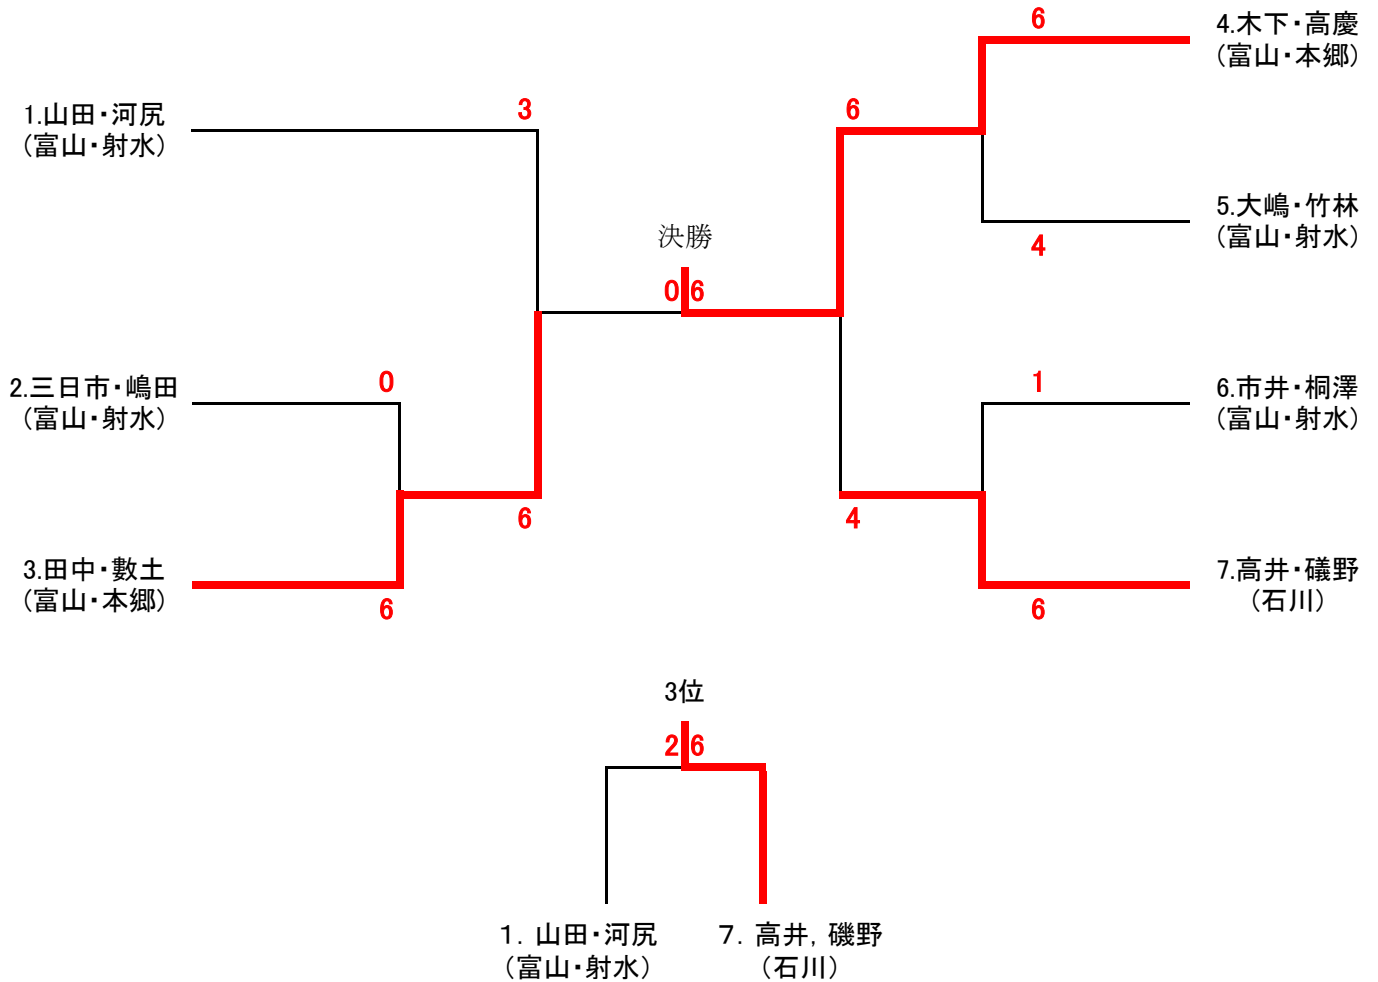 6
4.木下・高慶
(富山・本郷)
1.山田・河尻
(富山・射水)
3
6
5.大嶋・竹林
(富山・射水)
4
決勝
0 6
2.三日市・嶋田
(富山・射水)
0
1
6.市井・桐澤
(富山・射水)
6
4
3.田中・數土
(富山・本郷)
6
6
7.高井・礒野
(石川)
3位
2 6
1. 山田・河尻
(富山・射水)
7. 高井, 磯野
(石川)